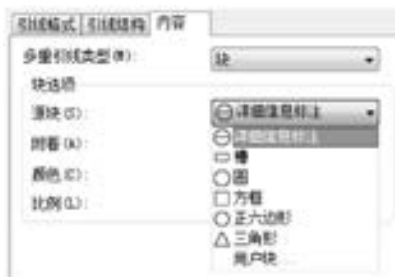 引线格式 引线结构 内容
多重引线类型(M): 块
块选项
源块(S): 详细信息标注
详细信息标注
附着(A): 槽
圆
颜色(C): 方框
比例(L): 正六边形
三角形
用户块